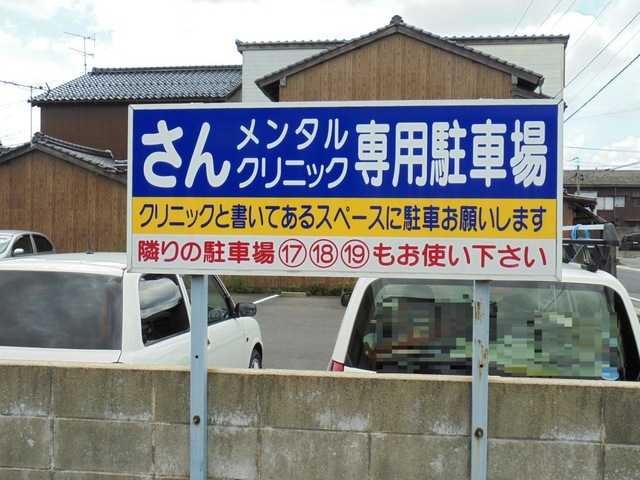 さんメンタルクリニック専用駐車場
クリニックと書いてあるスペースに駐車お願いします
隣りの駐車場⑰⑱⑲もお使い下さい